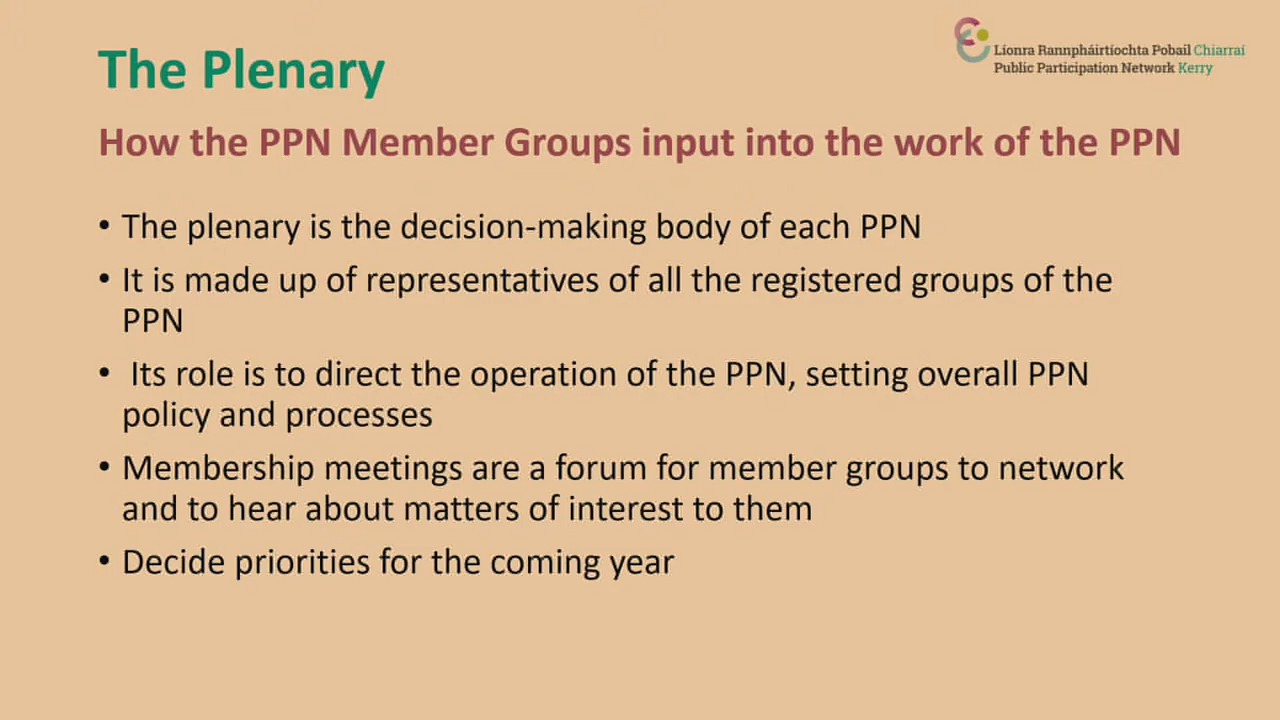 Líonra Rannpháirtíochta Pobail Chiarraí
Public Participation Network Kerry
The Plenary
How the PPN Member Groups input into the work of the PPN
• The plenary is the decision-making body of each PPN
• It is made up of representatives of all the registered groups of the
PPN
• Its role is to direct the operation of the PPN, setting overall PPN
policy and processes
• Membership meetings are a forum for member groups to network
and to hear about matters of interest to them
• Decide priorities for the coming year